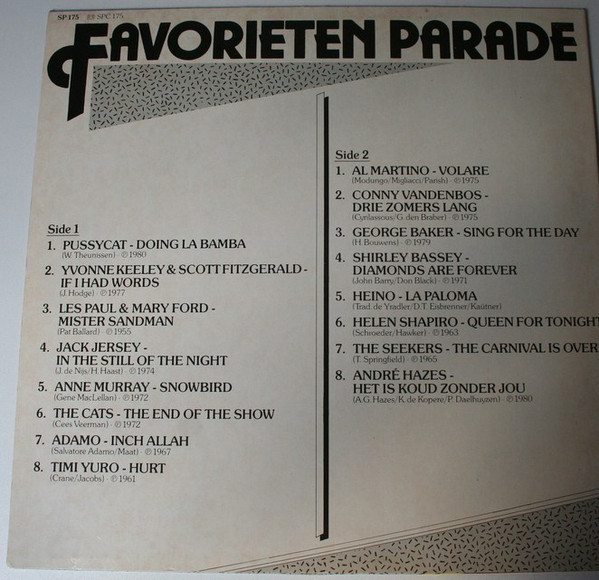 SP 175 SPC 175
FAVORIETEN PARADE
Side 1
1. PUSSYCAT - DOING LA BAMBA
(W. Theunissen) · ℗ 1980
2. YVONNE KEELEY & SCOTT FITZGERALD -
IF I HAD WORDS
(J. Hodge) · ℗ 1977
3. LES PAUL & MARY FORD -
MISTER SANDMAN
(Pat Ballard) · ℗ 1955
4. JACK JERSEY -
IN THE STILL OF THE NIGHT
(J. de Nijs/H. Haast) · ℗ 1974
5. ANNE MURRAY - SNOWBIRD
(Gene MacLellan) · ℗ 1972
6. THE CATS - THE END OF THE SHOW
(Cees Veerman) · ℗ 1972
7. ADAMO - INCH ALLAH
(Salvatore Adamo/Maat) · ℗ 1967
8. TIMI YURO - HURT
(Crane/Jacobs) · ℗ 1961
Side 2
1. AL MARTINO - VOLARE
(Modungo/Migliacci/Parish) · ℗ 1975
2. CONNY VANDENBOS -
DRIE ZOMERS LANG
(Cynlassous/G. den Braber) · ℗ 1975
3. GEORGE BAKER - SING FOR THE DAY
(H. Bouwens) · ℗ 1979
4. SHIRLEY BASSEY -
DIAMONDS ARE FOREVER
(John Barry/Don Black) · ℗ 1971
5. HEINO - LA PALOMA
(Trad. de Yradler/D.T. Eisbrenner/Kautner)
6. HELEN SHAPIRO - QUEEN FOR TONIGHT
(Schroeder/Hawker) · ℗ 1963
7. THE SEEKERS - THE CARNIVAL IS OVER
(T. Springfield) · ℗ 1965
8. ANDRÉ HAZES -
HET IS KOUD ZONDER JOU
(A.G. Hazes/K. de Kopere/P. Daelhuyzen) · ℗ 1980